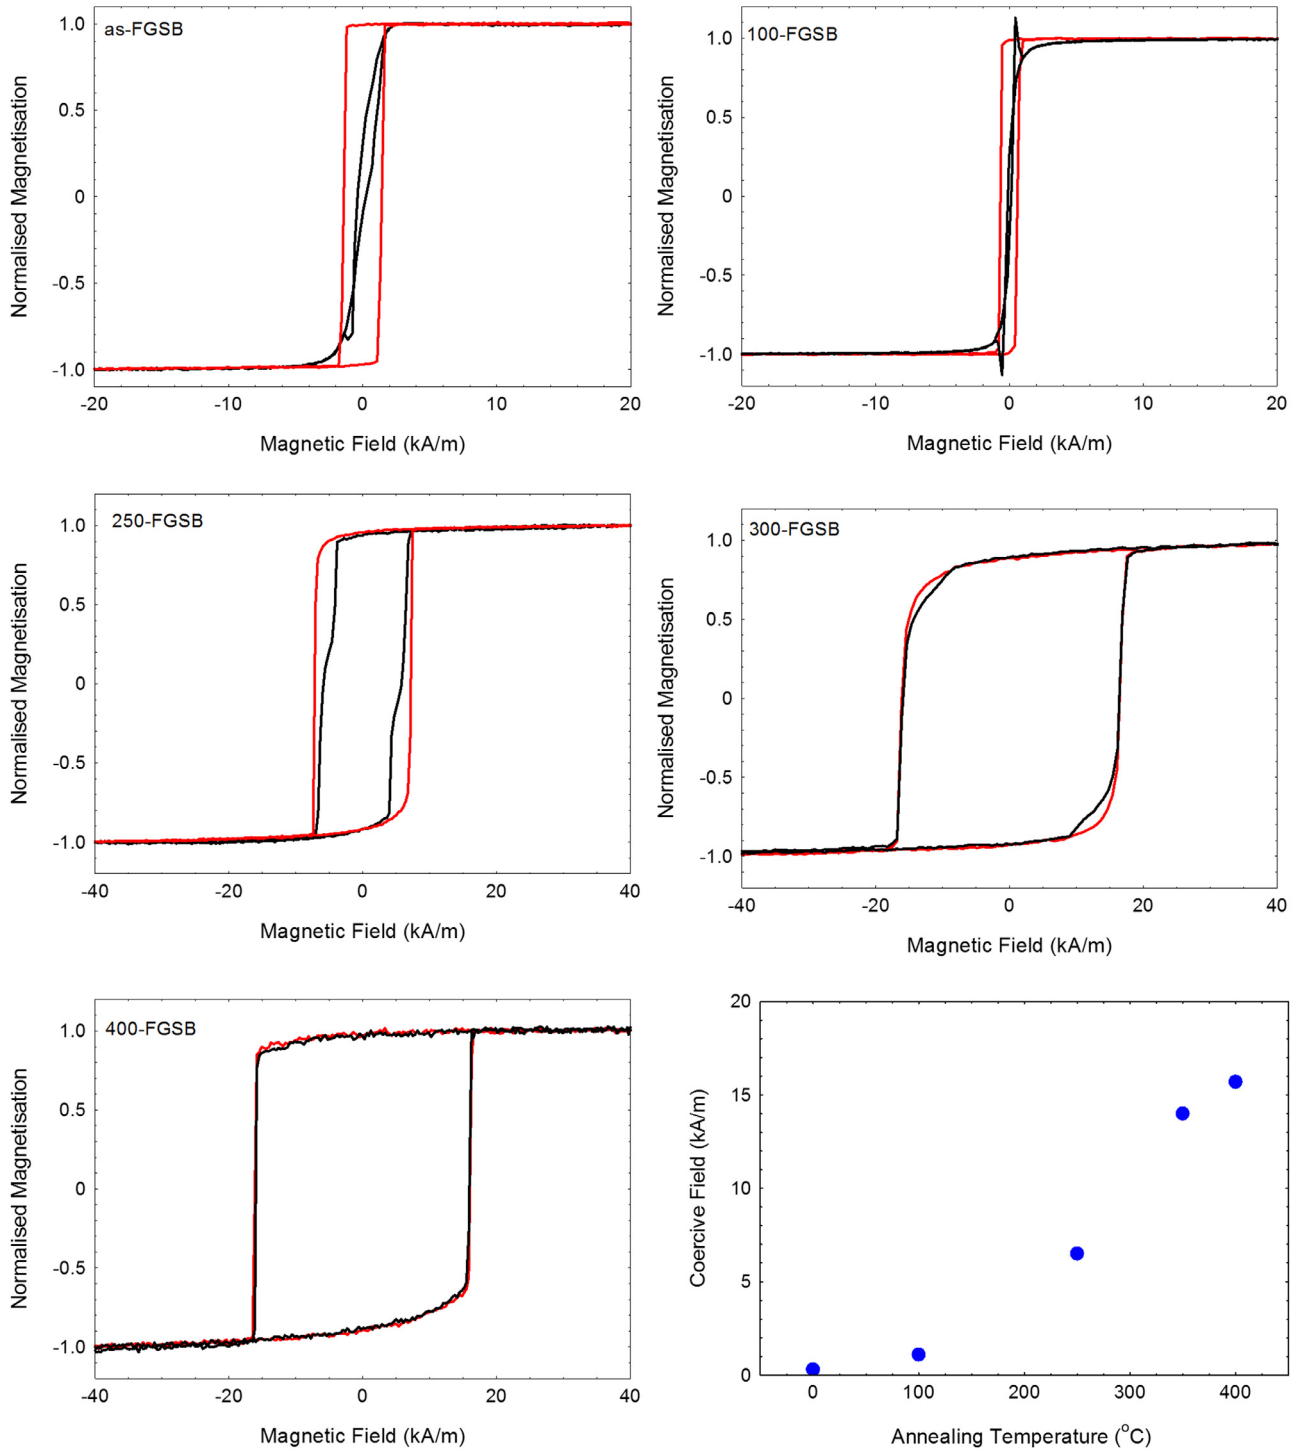 as-FGSB
1.0
0.5
0
-0.5
-1.0
Normalised Magnetisation
-20 -10 0 10 20
Magnetic Field (kA/m)
100-FGSB
1.0
0.5
0
-0.5
-1.0
Normalised Magnetisation
-20 -10 0 10 20
Magnetic Field (kA/m)
250-FGSB
1.0
0.5
0
-0.5
-1.0
Normalised Magnetisation
-40 -20 0 20 40
Magnetic Field (kA/m)
300-FGSB
1.0
0.5
0
-0.5
-1.0
Normalised Magnetisation
-40 -20 0 20 40
Magnetic Field (kA/m)
400-FGSB
1.0
0.5
0
-0.5
-1.0
Normalised Magnetisation
-40 -20 0 20 40
Magnetic Field (kA/m)
20
15
10
5
0
Coercive Field (kA/m)
0 100 200 300 400
Annealing Temperature (°C)